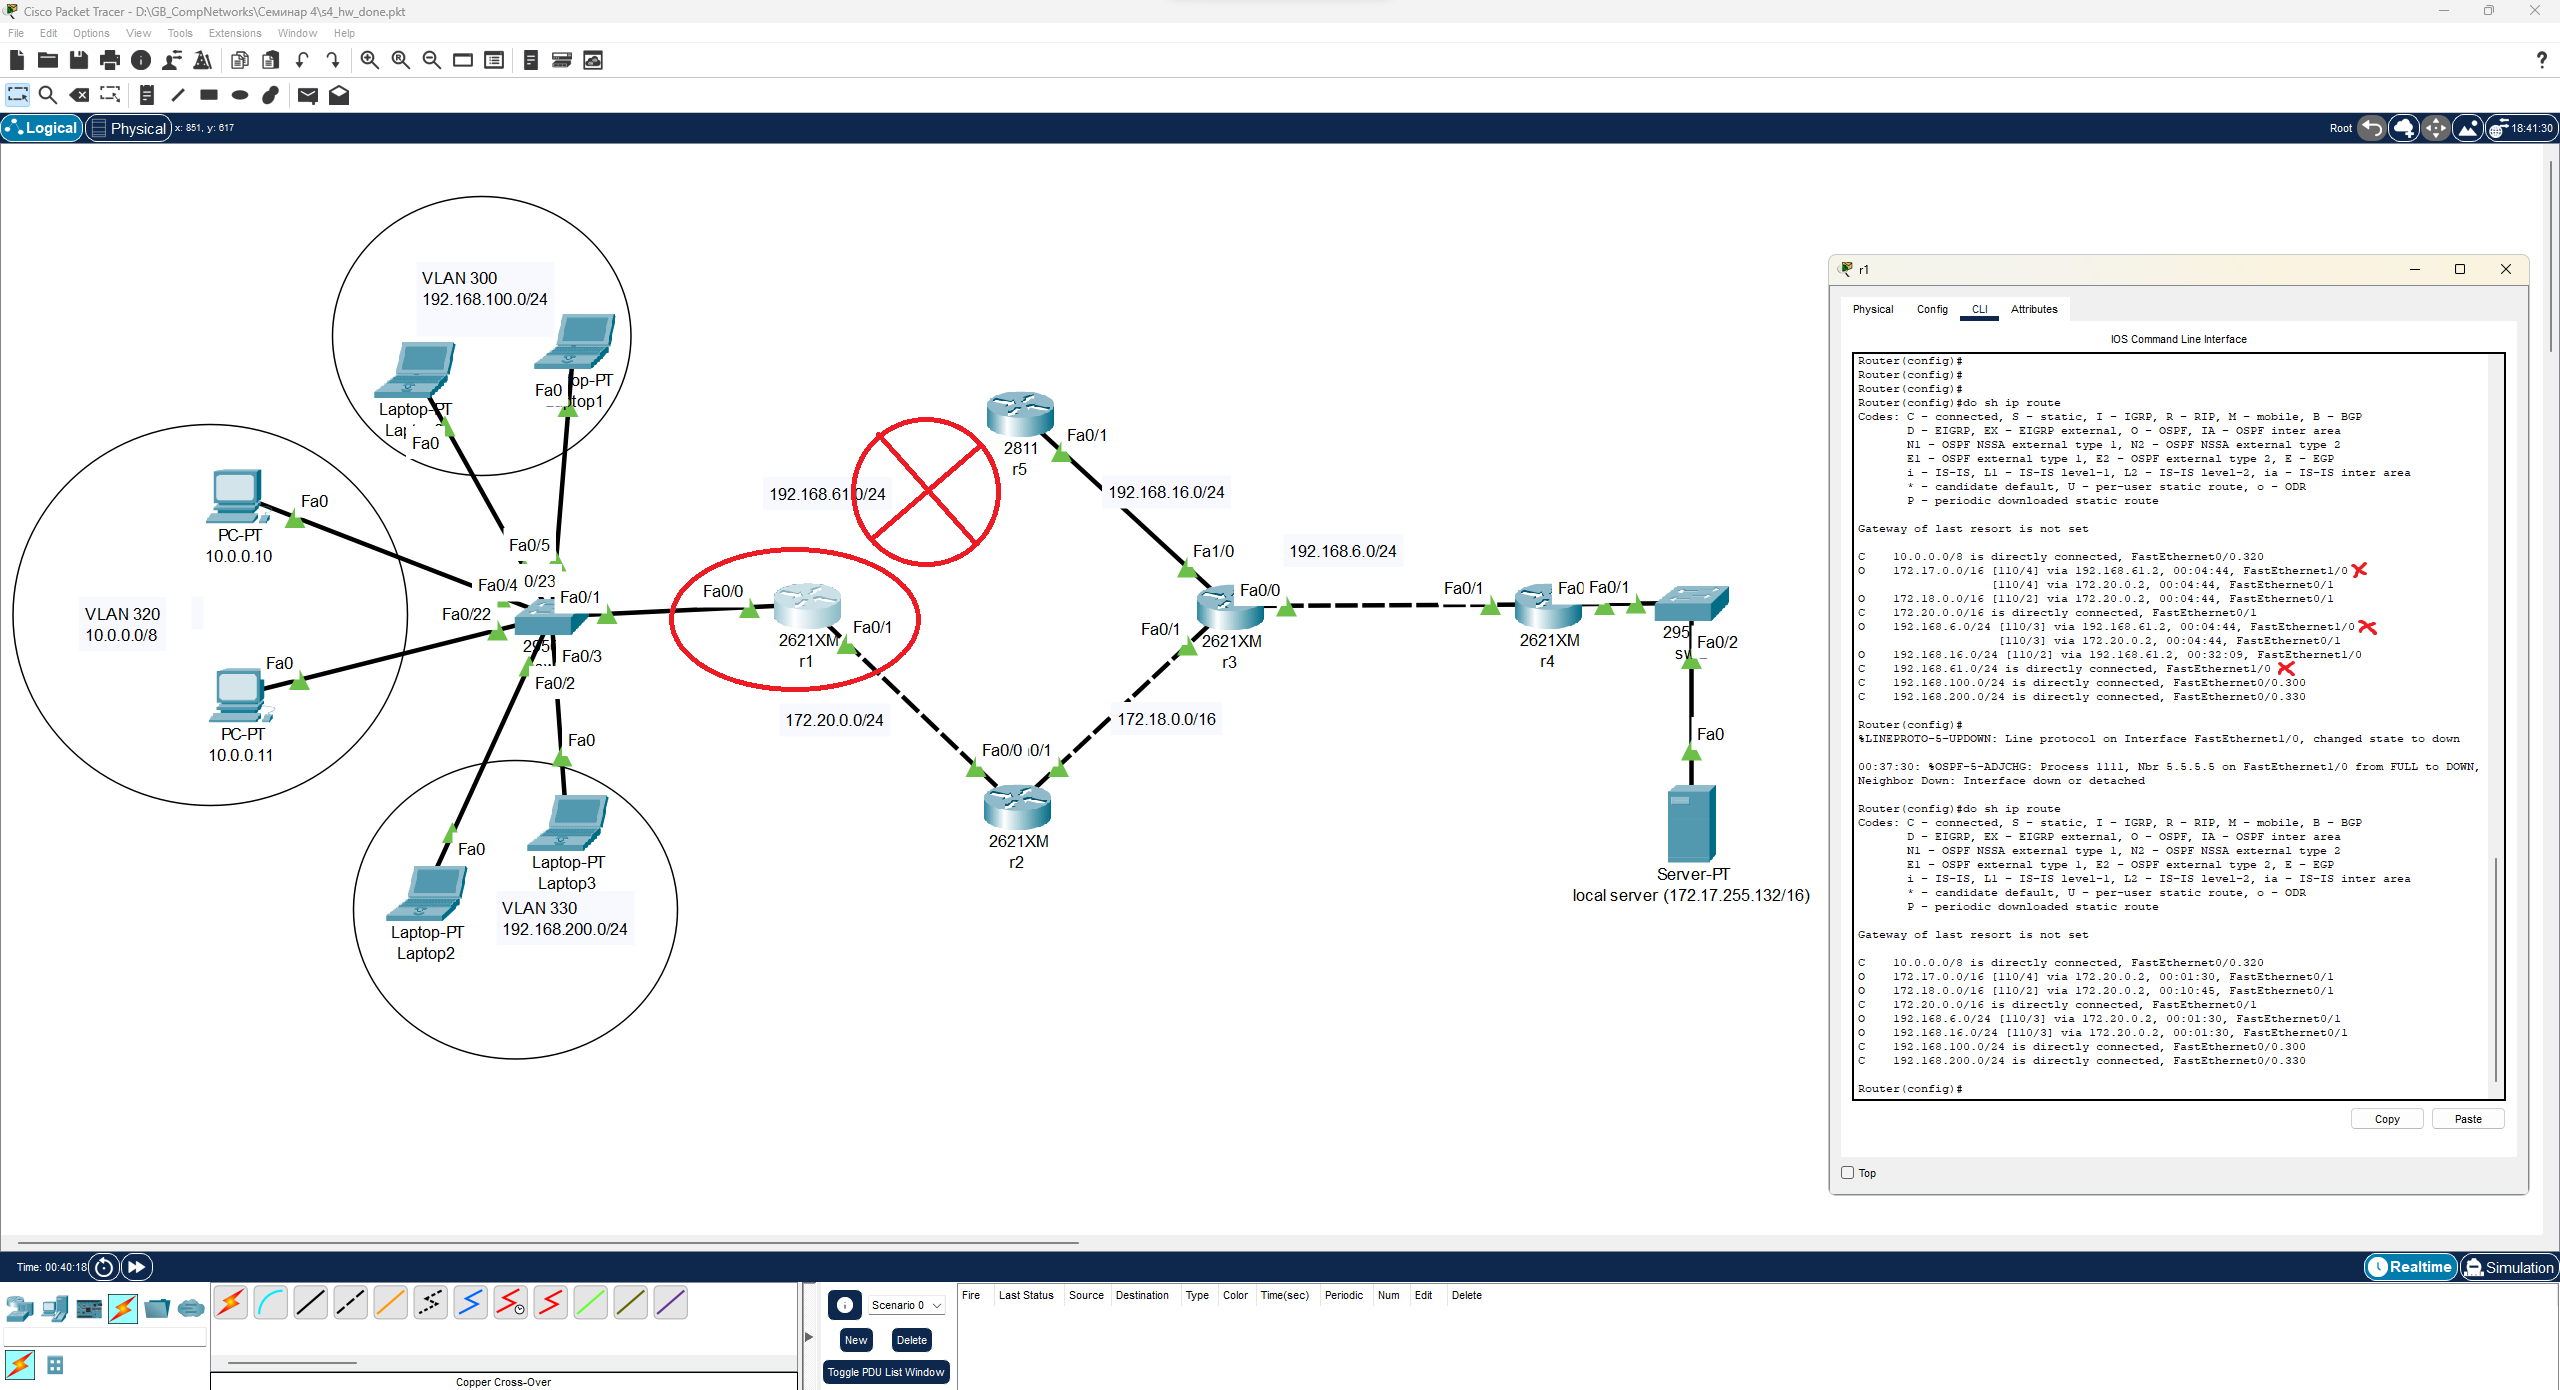 Cisco Packet Tracer - D:\GB_CompNetworks\Семинар 4\s4_hw_done.pkt
File Edit Options View Tools Extensions Window Help
Logical Physical x: 851, y: 617
Root 18:41:30
VLAN 300
192.168.100.0/24
op-PT
top1
Fa0
Laptop-PT
Fa0
Fa0
PC-PT
10.0.0.10
VLAN 320
10.0.0.0/8
Fa0
PC-PT
10.0.0.11
Fa0/5
0/23
Fa0/4
Fa0/1
Fa0/22
Fa0/3
Fa0/2
Fa0
Laptop-PT
Laptop3
Fa0
Laptop-PT
Laptop2
VLAN 330
192.168.200.0/24
Fa0/0
2621XM
r1
Fa0/1
192.168.61.0/24
2811
r5
Fa0/1
192.168.16.0/24
Fa1/0
192.168.6.0/24
Fa0/0
Fa0/1
2621XM
r3
172.20.0.0/24
172.18.0.0/16
Fa0/0
0/1
2621XM
r2
Fa0/1
2621XM
r4
Fa0/1
295
Fa0/2
Fa0
Server-PT
local server (172.17.255.132/16)
r1
Physical Config CLI Attributes
IOS Command Line Interface
Router(config)#
Router(config)#
Router(config)#
Router(config)#do sh ip route
Codes: C - connected, S - static, I - IGRP, R - RIP, M - mobile, B - BGP
D - EIGRP, EX - EIGRP external, O - OSPF, IA - OSPF inter area
N1 - OSPF NSSA external type 1, N2 - OSPF NSSA external type 2
E1 - OSPF external type 1, E2 - OSPF external type 2, E - EGP
i - IS-IS, L1 - IS-IS level-1, L2 - IS-IS level-2, ia - IS-IS inter area
* - candidate default, U - per-user static route, o - ODR
P - periodic downloaded static route
Gateway of last resort is not set
C 10.0.0.0/8 is directly connected, FastEthernet0/0.320
O 172.17.0.0/16 [110/4] via 192.168.61.2, 00:04:44, FastEthernet1/0
[110/4] via 172.20.0.2, 00:04:44, FastEthernet0/1
O 172.18.0.0/16 [110/2] via 172.20.0.2, 00:04:44, FastEthernet0/1
C 172.20.0.0/16 is directly connected, FastEthernet0/1
O 192.168.6.0/24 [110/3] via 192.168.61.2, 00:04:44, FastEthernet1/0
[110/3] via 172.20.0.2, 00:04:44, FastEthernet0/1
O 192.168.16.0/24 [110/2] via 192.168.61.2, 00:32:09, FastEthernet1/0
C 192.168.61.0/24 is directly connected, FastEthernet1/0
C 192.168.100.0/24 is directly connected, FastEthernet0/0.300
C 192.168.200.0/24 is directly connected, FastEthernet0/0.330
Router(config)#
%LINEPROTO-5-UPDOWN: Line protocol on Interface FastEthernet1/0, changed state to down
00:37:30: %OSPF-5-ADJCHG: Process 1111, Nbr 5.5.5.5 on FastEthernet1/0 from FULL to DOWN,
Neighbor Down: Interface down or detached
Router(config)#do sh ip route
Codes: C - connected, S - static, I - IGRP, R - RIP, M - mobile, B - BGP
D - EIGRP, EX - EIGRP external, O - OSPF, IA - OSPF inter area
N1 - OSPF NSSA external type 1, N2 - OSPF NSSA external type 2
E1 - OSPF external type 1, E2 - OSPF external type 2, E - EGP
i - IS-IS, L1 - IS-IS level-1, L2 - IS-IS level-2, ia - IS-IS inter area
* - candidate default, U - per-user static route, o - ODR
P - periodic downloaded static route
Gateway of last resort is not set
C 10.0.0.0/8 is directly connected, FastEthernet0/0.320
O 172.17.0.0/16 [110/4] via 172.20.0.2, 00:01:30, FastEthernet0/1
O 172.18.0.0/16 [110/2] via 172.20.0.2, 00:10:45, FastEthernet0/1
C 172.20.0.0/16 is directly connected, FastEthernet0/1
O 192.168.6.0/24 [110/3] via 172.20.0.2, 00:01:30, FastEthernet0/1
O 192.168.16.0/24 [110/3] via 172.20.0.2, 00:01:30, FastEthernet0/1
C 192.168.100.0/24 is directly connected, FastEthernet0/0.300
C 192.168.200.0/24 is directly connected, FastEthernet0/0.330
Router(config)#
Copy Paste
Top
Time: 00:40:18
Realtime Simulation
Scenario 0
New Delete
Toggle PDU List Window
Fire Last Status Source Destination Type Color Time(sec) Periodic Num Edit Delete
Copper Cross-Over